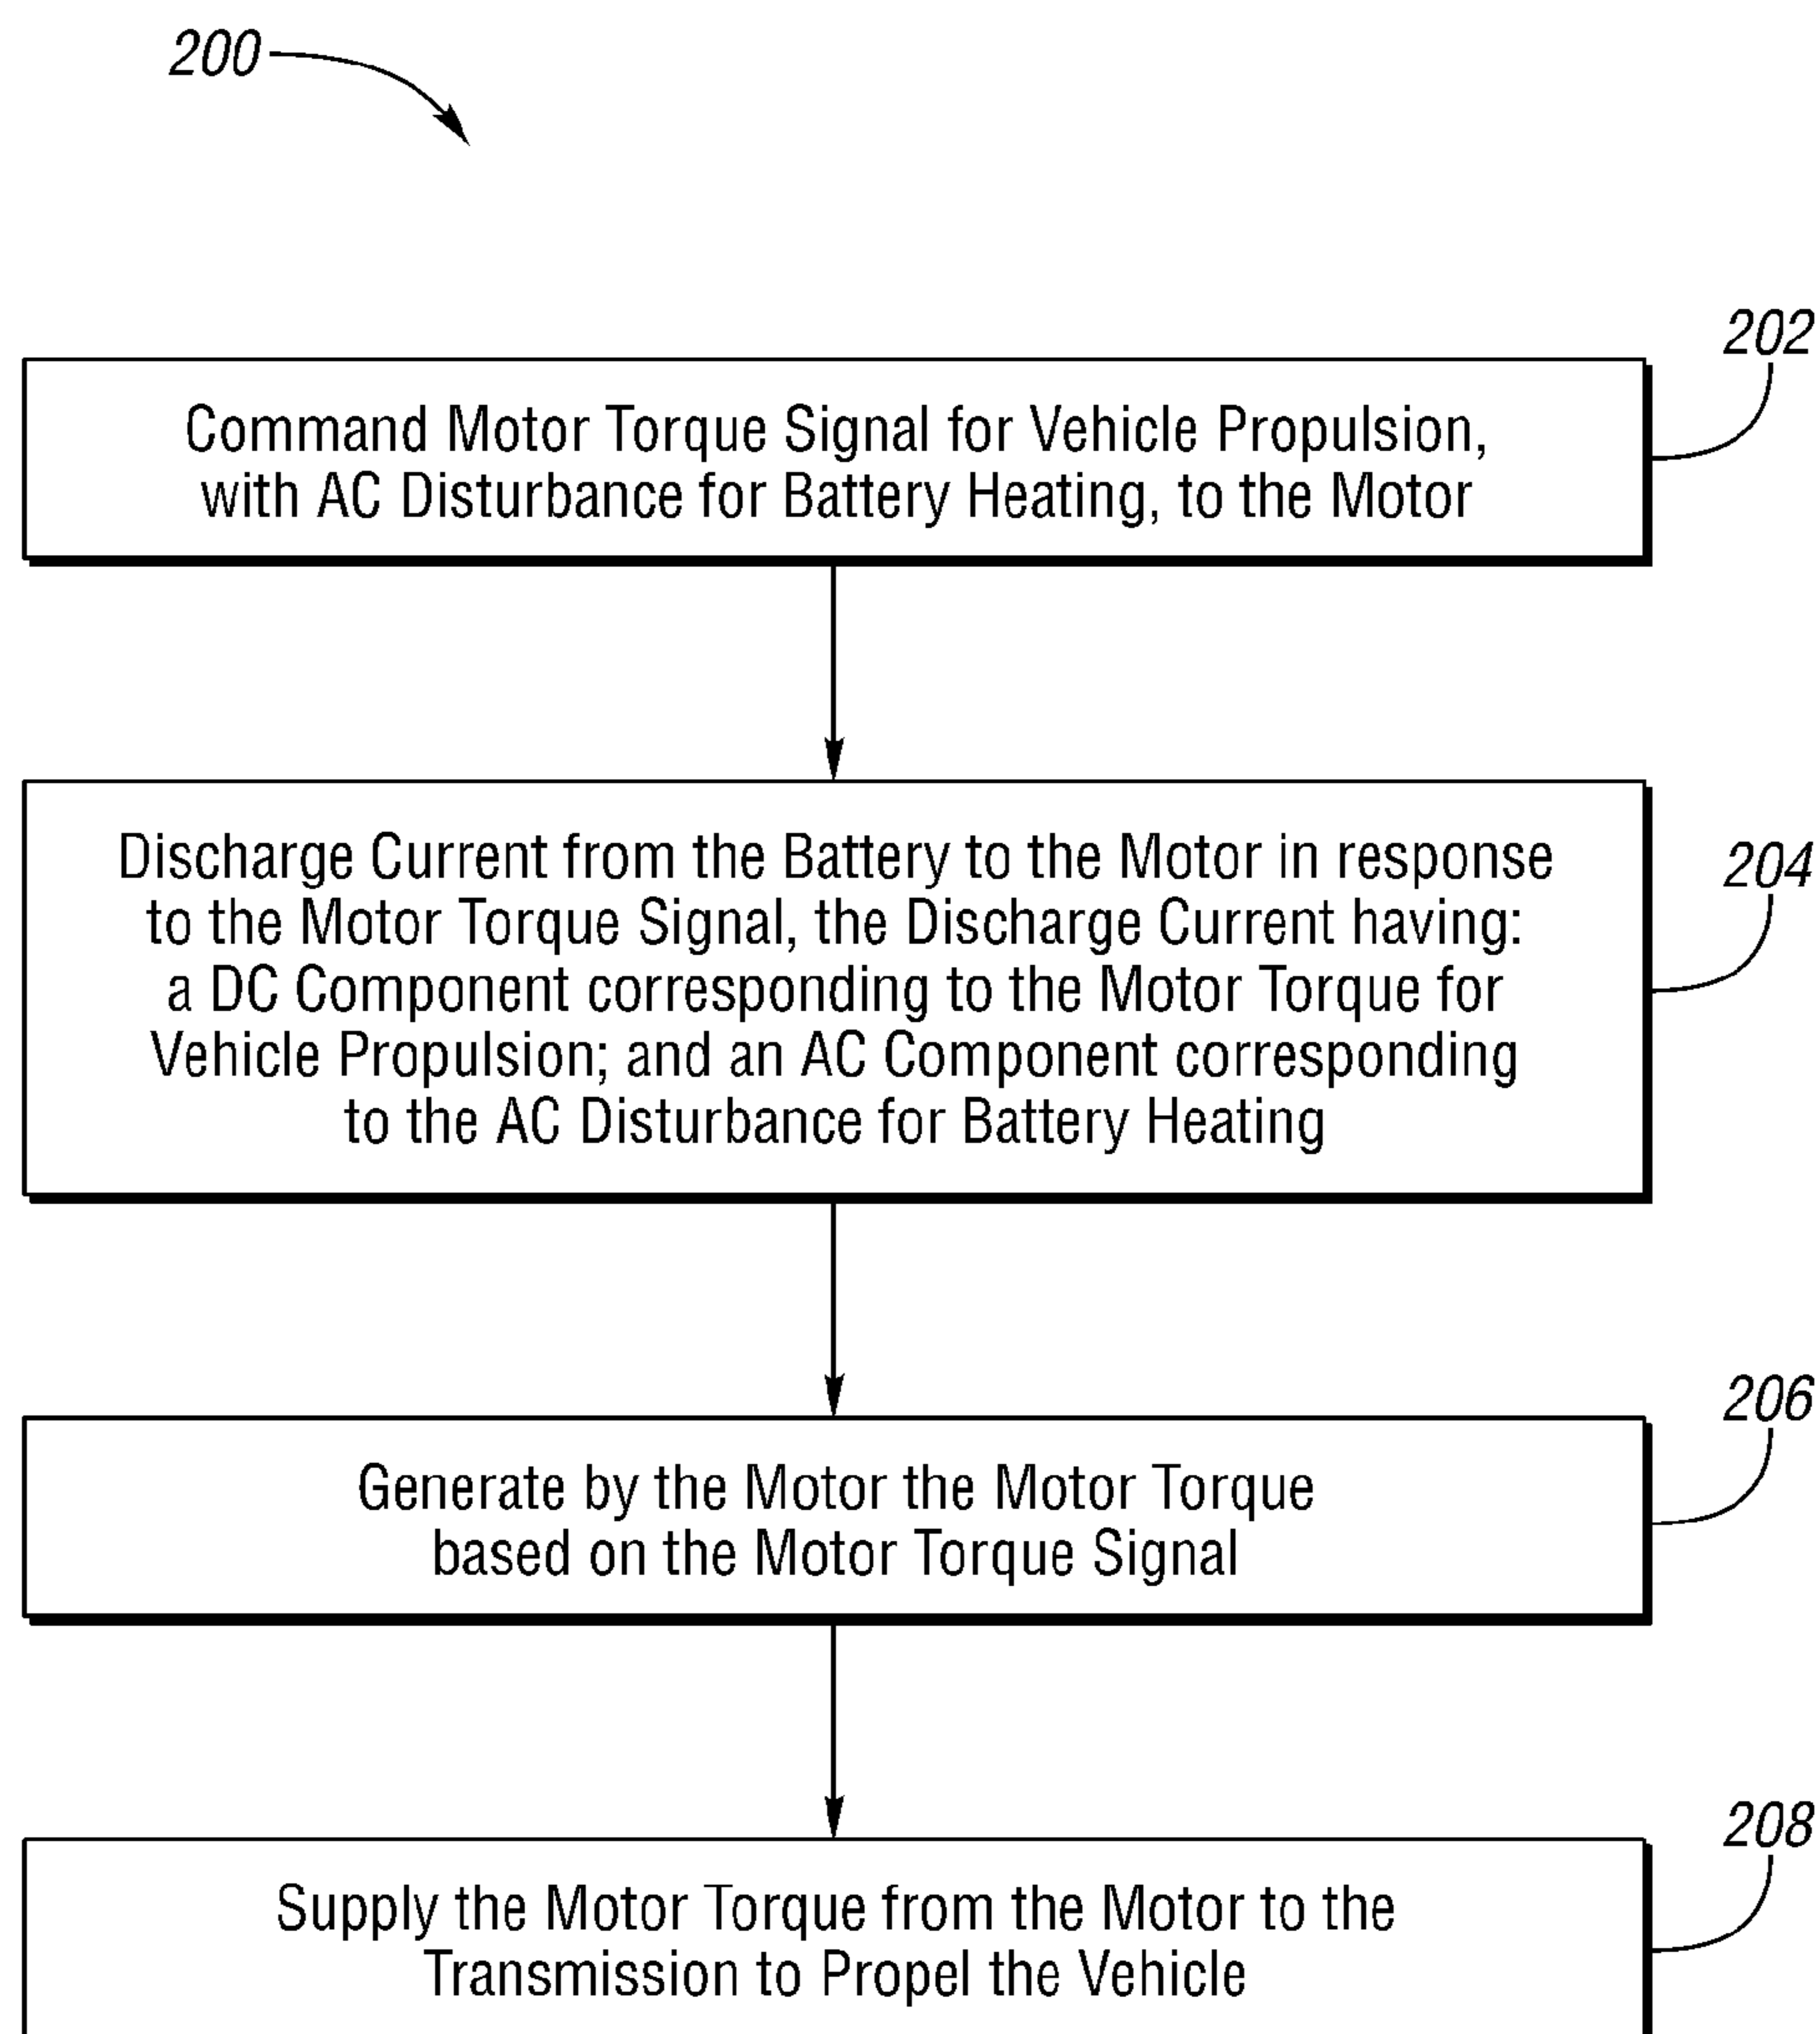 200
202
Command Motor Torque Signal for Vehicle Propulsion,
with AC Disturbance for Battery Heating, to the Motor
204
Discharge Current from the Battery to the Motor in response
to the Motor Torque Signal, the Discharge Current having:
a DC Component corresponding to the Motor Torque for
Vehicle Propulsion; and an AC Component corresponding
to the AC Disturbance for Battery Heating
206
Generate by the Motor the Motor Torque
based on the Motor Torque Signal
208
Supply the Motor Torque from the Motor to the
Transmission to Propel the Vehicle